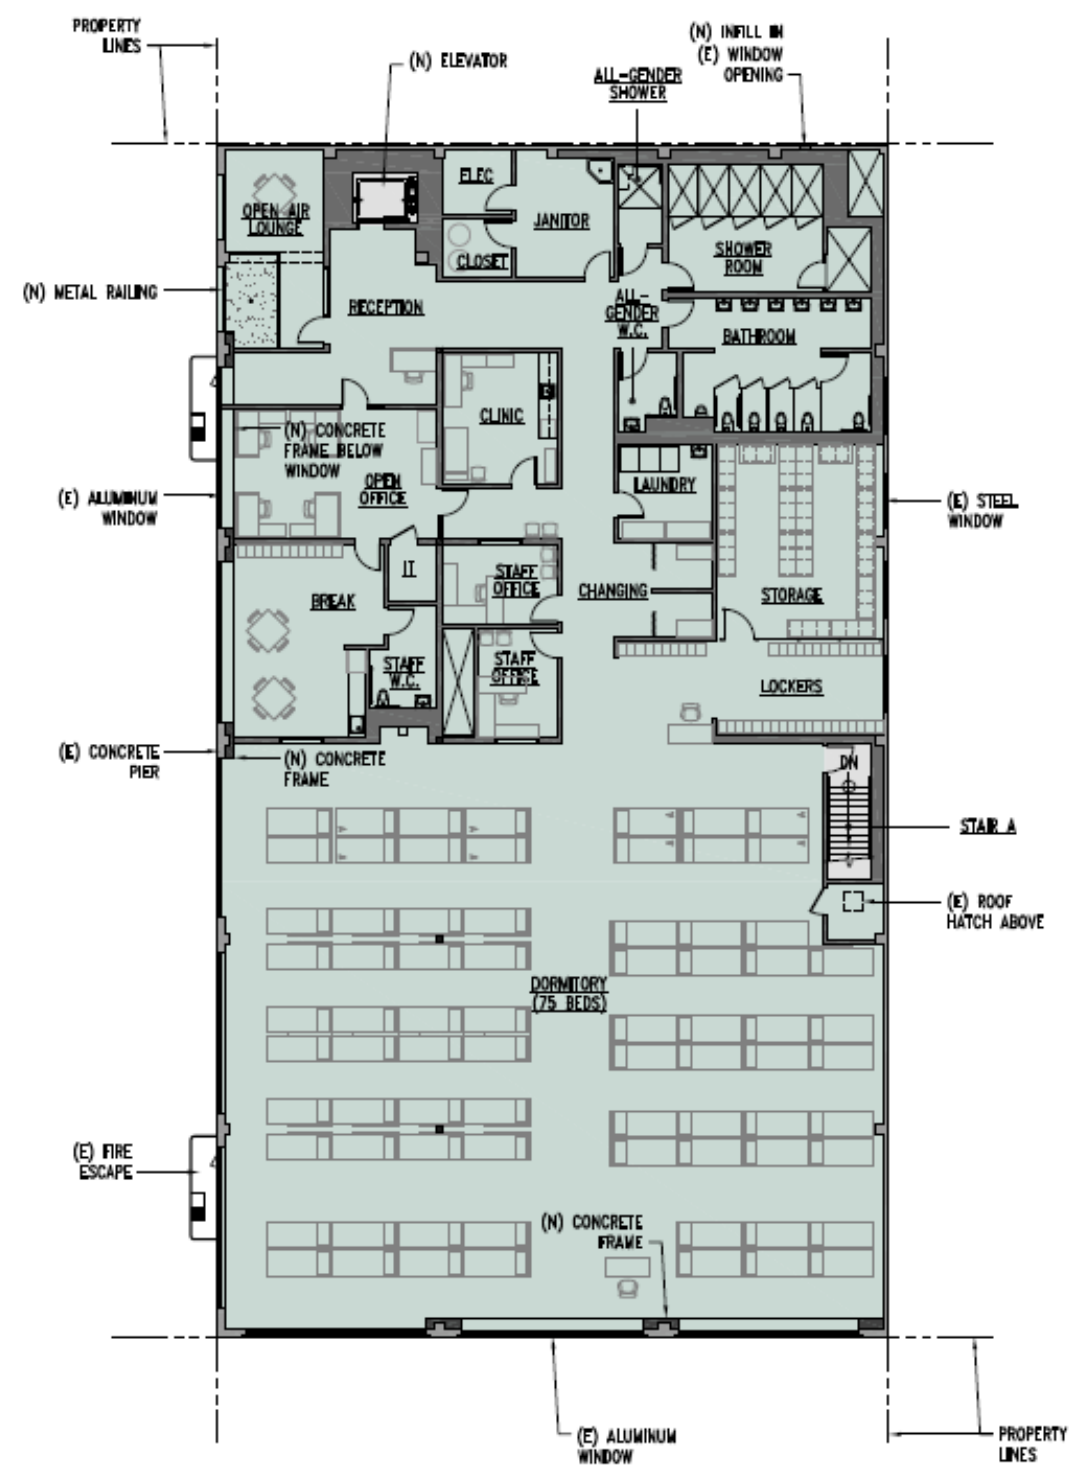 PROPERTY
LINES
(N) ELEVATOR
ALL-GENDER
SHOWER
(N) INFILL IN
(E) WINDOW
OPENING
ELEC
JANITOR
OPEN AIR
LOUNGE
CLOSET
SHOWER
ROOM
(N) METAL RAILING
RECEPTION
ALL-
GENDER
W.C.
BATHROOM
CLINIC
(N) CONCRETE
FRAME BELOW
WINDOW
OPEN
OFFICE
LAUNDRY
(E) ALUMINUM
WINDOW
(E) STEEL
WINDOW
IT
STAFF
OFFICE
CHANGING
STORAGE
BREAK
STAFF
W.C.
STAFF
OFFICE
LOCKERS
(E) CONCRETE
PIER
(N) CONCRETE
FRAME
DN
STAIR A
(E) ROOF
HATCH ABOVE
DORMITORY
(75 BEDS)
(E) FIRE
ESCAPE
(N) CONCRETE
FRAME
(E) ALUMINUM
WINDOW
PROPERTY
LINES